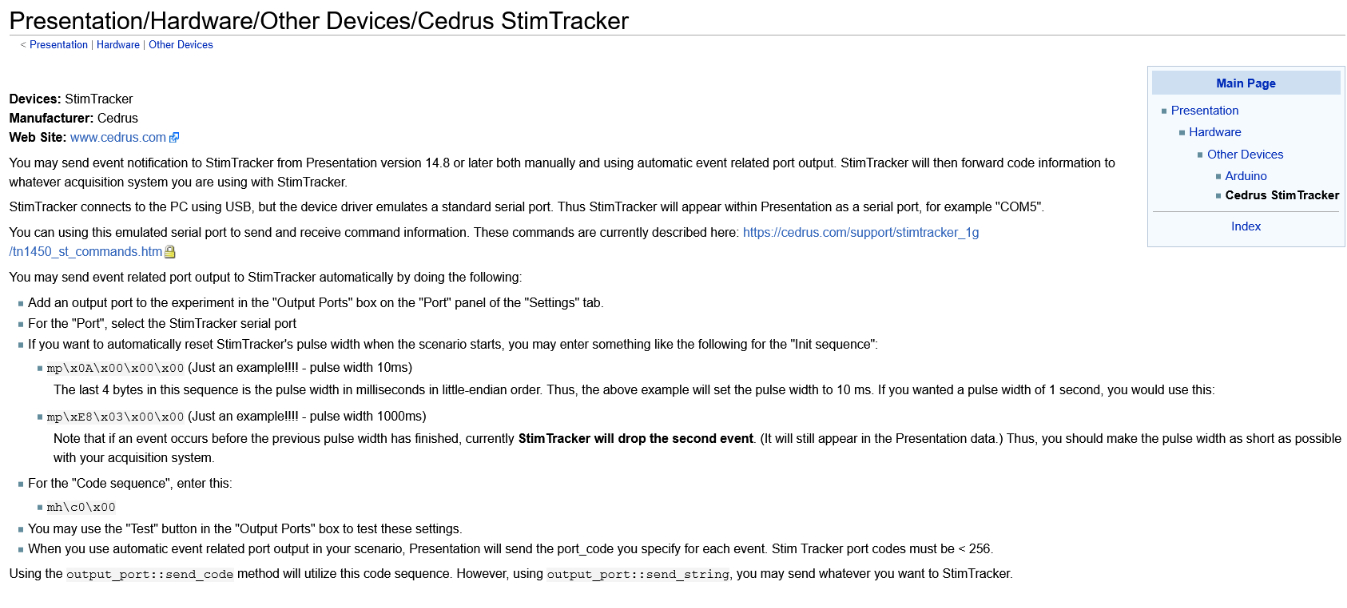 Presentation/Hardware/Other Devices/Cedrus StimTracker
< Presentation | Hardware | Other Devices
Main Page
Presentation
Hardware
Other Devices
Arduino
Cedrus StimTracker
Index
Devices: StimTracker
Manufacturer: Cedrus
Web Site: www.cedrus.com
You may send event notification to StimTracker from Presentation version 14.8 or later both manually and using automatic event related port output. StimTracker will then forward code information to
whatever acquisition system you are using with StimTracker.
StimTracker connects to the PC using USB, but the device driver emulates a standard serial port. Thus StimTracker will appear within Presentation as a serial port, for example "COM5".
You can using this emulated serial port to send and receive command information. These commands are currently described here: https://cedrus.com/support/stimtracker_1g
/tn1450_st_commands.htm
You may send event related port output to StimTracker automatically by doing the following:
Add an output port to the experiment in the "Output Ports" box on the "Port" panel of the "Settings" tab.
For the "Port", select the StimTracker serial port
If you want to automatically reset StimTracker's pulse width when the scenario starts, you may enter something like the following for the "Init sequence":
mp\x0A\x00\x00\x00 (Just an example!!!! - pulse width 10ms)
The last 4 bytes in this sequence is the pulse width in milliseconds in little-endian order. Thus, the above example will set the pulse width to 10 ms. If you wanted a pulse width of 1 second, you would use this:
mp\xE8\x03\x00\x00 (Just an example!!!! - pulse width 1000ms)
Note that if an event occurs before the previous pulse width has finished, currently StimTracker will drop the second event. (It will still appear in the Presentation data.) Thus, you should make the pulse width as short as possible
with your acquisition system.
For the "Code sequence", enter this:
mh\c0\x00
You may use the "Test" button in the "Output Ports" box to test these settings.
When you use automatic event related port output in your scenario, Presentation will send the port_code you specify for each event. Stim Tracker port codes must be < 256.
Using the output_port::send_code method will utilize this code sequence. However, using output_port::send_string, you may send whatever you want to StimTracker.